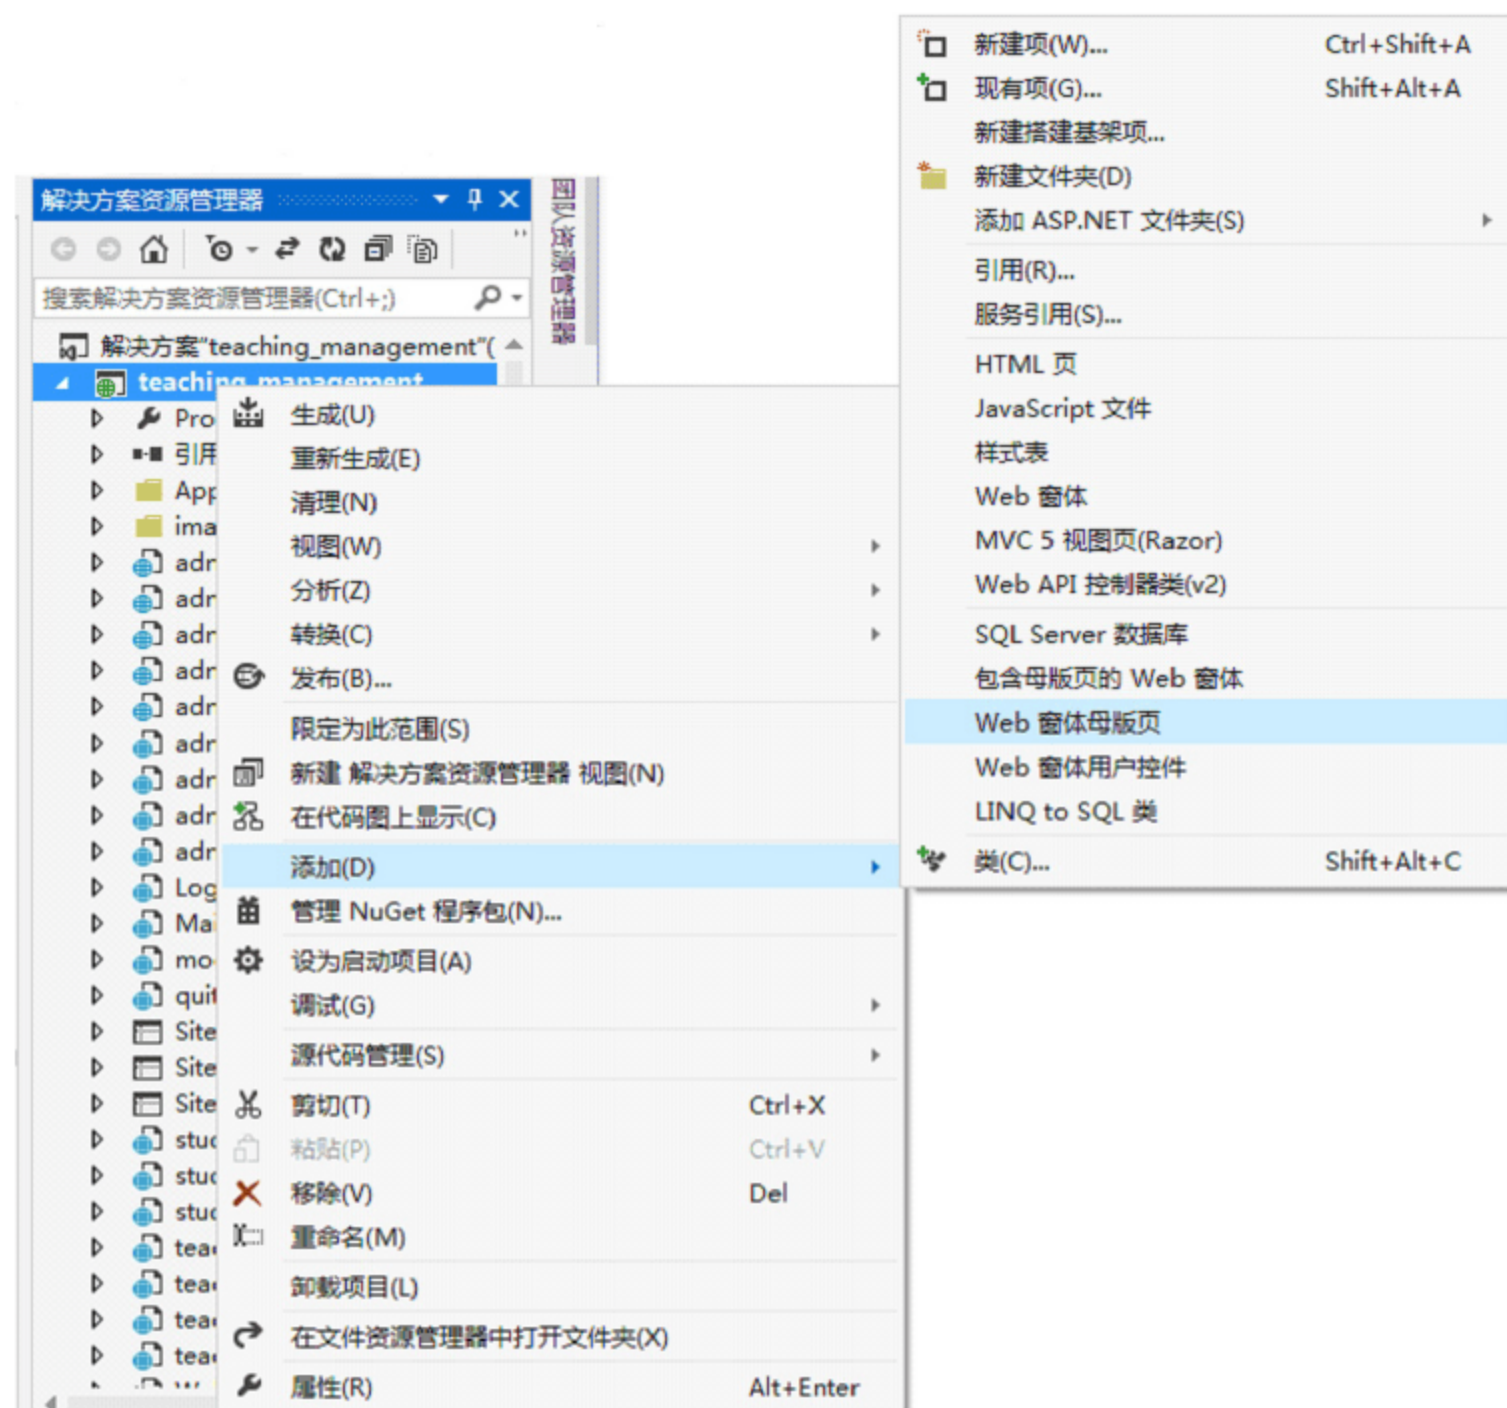 解决方案资源管理器
团队资源管理器
搜索解决方案资源管理器(Ctrl+;)
解决方案"teaching_management"(
teaching_management
Pro
引用
App
ima
adr
adr
adr
adr
adr
adr
adr
adr
adr
Log
Mai
mo
quit
Site
Site
Site
stud
stud
stud
tea
tea
tea
tea
生成(U)
重新生成(E)
清理(N)
视图(W)
分析(Z)
转换(C)
发布(B)...
限定为此范围(S)
新建 解决方案资源管理器 视图(N)
在代码图上显示(C)
添加(D)
管理 NuGet 程序包(N)...
设为启动项目(A)
调试(G)
源代码管理(S)
剪切(T) Ctrl+X
粘贴(P) Ctrl+V
移除(V) Del
重命名(M)
卸载项目(L)
在文件资源管理器中打开文件夹(X)
属性(R) Alt+Enter
新建项(W)... Ctrl+Shift+A
现有项(G)... Shift+Alt+A
新建搭建基架项...
新建文件夹(D)
添加 ASP.NET 文件夹(S)
引用(R)...
服务引用(S)...
HTML 页
JavaScript 文件
样式表
Web 窗体
MVC 5 视图页(Razor)
Web API 控制器类(v2)
SQL Server 数据库
包含母版页的 Web 窗体
Web 窗体母版页
Web 窗体用户控件
LINQ to SQL 类
类(C)... Shift+Alt+C